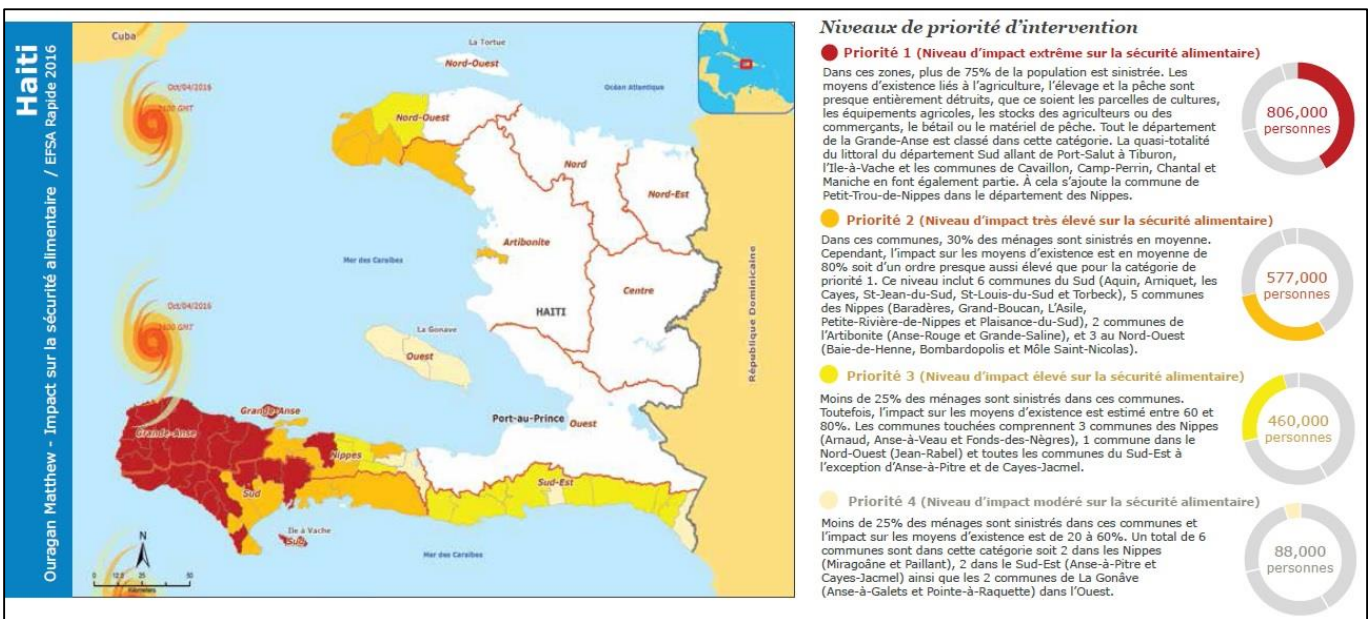 Haiti
Ouragan Matthew - Impact sur la sécurité alimentaire / EFSA Rapide 2016
Cuba
La Tortue
Nord-Ouest
Océan Atlantique
Oct/04/2016
Nord-Ouest
Nord
Nord-Est
Artibonite
Mer des Caraïbes
Centre
HAITI
République Dominicaine
Oct/04/2016
La Gonave
Ouest
Port-au-Prince
Ouest
Grande-Anse
Grande-Anse
Nippes
Sud
Sud-Est
Ile à Vache
Sud
Mer des Caraïbes
N
0 12,5 25 50
Kilometers
Niveaux de priorité d'intervention
Priorité 1 (Niveau d'impact extrême sur la sécurité alimentaire)
Dans ces zones, plus de 75% de la population est sinistrée. Les
moyens d'existence liés à l'agriculture, l'élevage et la pêche sont
presque entièrement détruits, que ce soient les parcelles de cultures,
les équipements agricoles, les stocks des agriculteurs ou des
commerçants, le bétail ou le matériel de pêche. Tout le département
de la Grande-Anse est classé dans cette catégorie. La quasi-totalité
du littoral du département Sud allant de Port-Salut à Tiburon,
l'Ile-à-Vache et les communes de Cavaillon, Camp-Perrin, Chantal et
Maniche en font également partie. À cela s'ajoute la commune de
Petit-Trou-de-Nippes dans le département des Nippes.
806,000
personnes
Priorité 2 (Niveau d'impact très élevé sur la sécurité alimentaire)
Dans ces communes, 30% des ménages sont sinistrés en moyenne.
Cependant, l'impact sur les moyens d'existence est en moyenne de
80% soit d'un ordre presque aussi élevé que pour la catégorie de
priorité 1. Ce niveau inclut 6 communes du Sud (Aquin, Arniquet, les
Cayes, St-Jean-du-Sud, St-Louis-du-Sud et Torbeck), 5 communes
des Nippes (Baradères, Grand-Boucan, L'Asile,
Petite-Rivière-de-Nippes et Plaisance-du-Sud), 2 communes de
l'Artibonite (Anse-Rouge et Grande-Saline), et 3 au Nord-Ouest
(Baie-de-Henne, Bombardopolis et Môle Saint-Nicolas).
577,000
personnes
Priorité 3 (Niveau d'impact élevé sur la sécurité alimentaire)
Moins de 25% des ménages sont sinistrés dans ces communes.
Toutefois, l'impact sur les moyens d'existence est estimé entre 60 et
80%. Les communes touchées comprennent 3 communes des Nippes
(Arnaud, Anse-à-Veau et Fonds-des-Nègres), 1 commune dans le
Nord-Ouest (Jean-Rabel) et toutes les communes du Sud-Est à
l'exception d'Anse-à-Pitre et de Cayes-Jacmel.
460,000
personnes
Priorité 4 (Niveau d'impact modéré sur la sécurité alimentaire)
Moins de 25% des ménages sont sinistrés dans ces communes et
l'impact sur les moyens d'existence est de 20 à 60%. Un total de 6
communes sont dans cette catégorie soit 2 dans les Nippes
(Miragoâne et Paillant), 2 dans le Sud-Est (Anse-à-Pitre et
Cayes-Jacmel) ainsi que les 2 communes de La Gonâve
(Anse-à-Galets et Pointe-à-Raquette) dans l'Ouest.
88,000
personnes